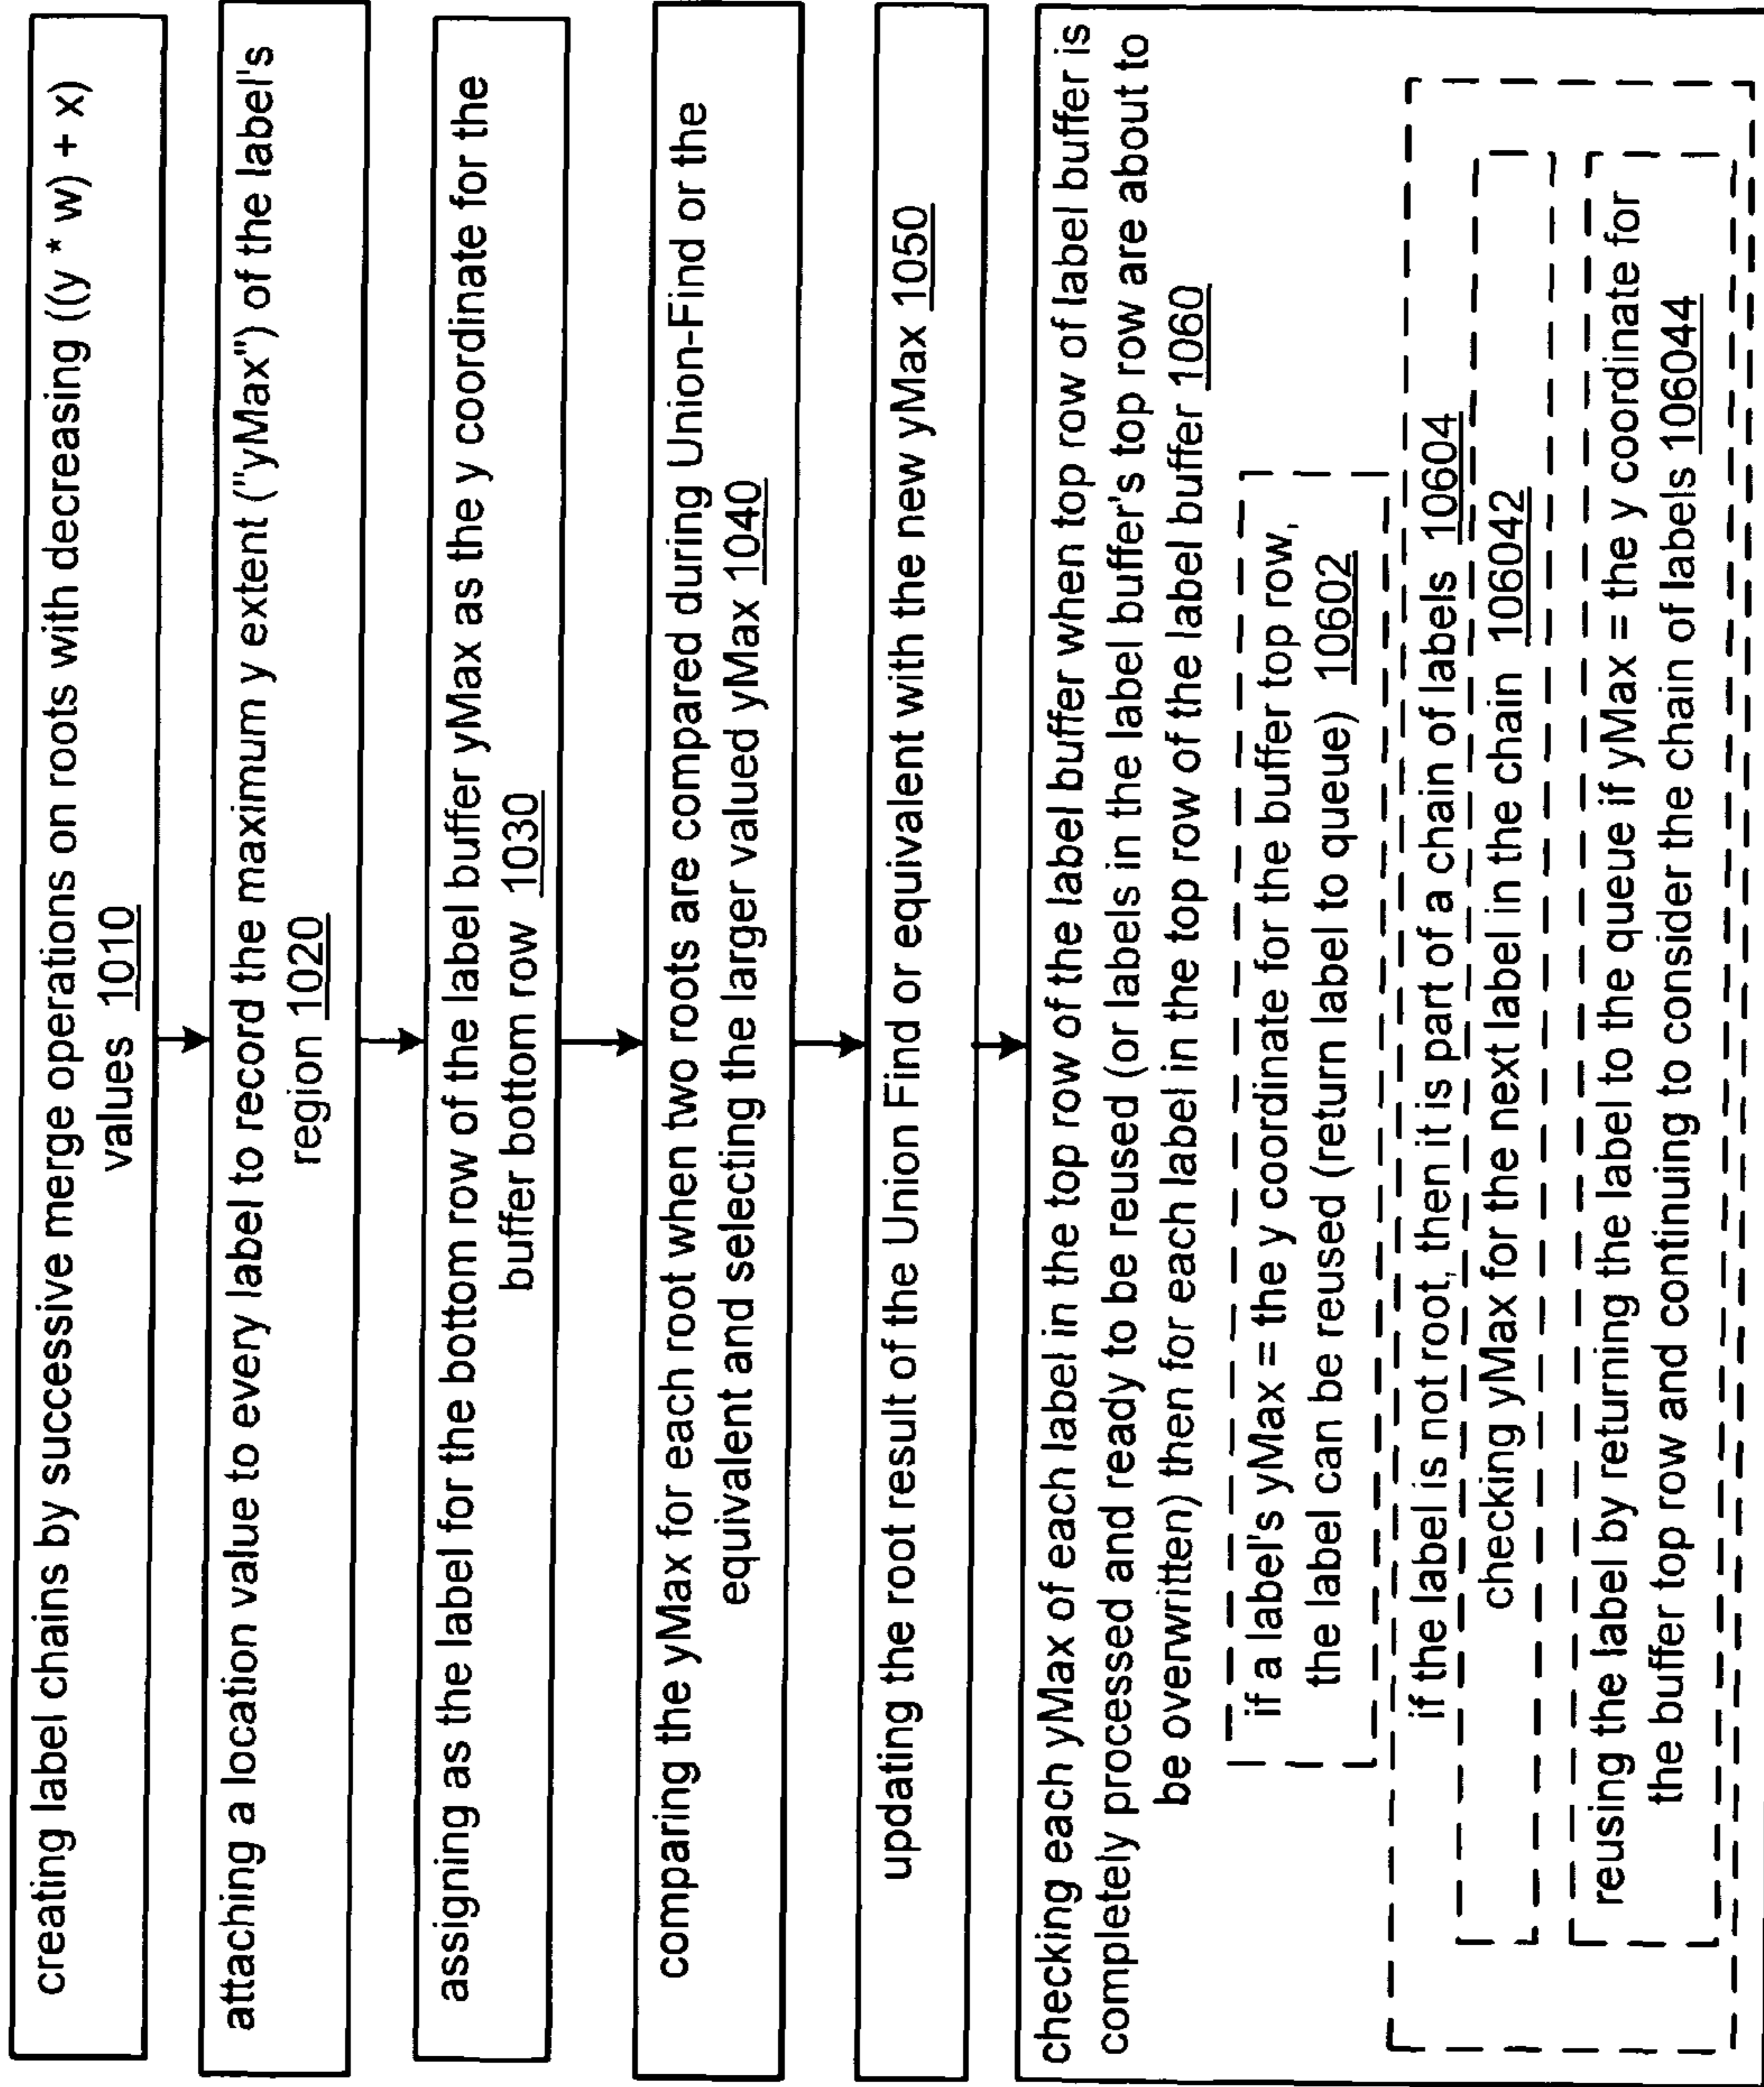 creating label chains by successive merge operations on roots with decreasing ((y * w) + x)
values 1010
attaching a location value to every label to record the maximum y extent ("yMax") of the label's
region 1020
assigning as the label for the bottom row of the label buffer yMax as the y coordinate for the
buffer bottom row 1030
comparing the yMax for each root when two roots are compared during Union-Find or the
equivalent and selecting the larger valued yMax 1040
updating the root result of the Union Find or equivalent with the new yMax 1050
checking each yMax of each label in the top row of the label buffer when top row of label buffer is
completely processed and ready to be reused (or labels in the label buffer's top row are about to
be overwritten) then for each label in the top row of the label buffer 1060
if a label's yMax = the y coordinate for the buffer top row,
the label can be reused (return label to queue) 10602
if the label is not root, then it is part of a chain of labels 10604
checking yMax for the next label in the chain 106042
reusing the label by returning the label to the queue if yMax = the y coordinate for
the buffer top row and continuing to consider the chain of labels 106044